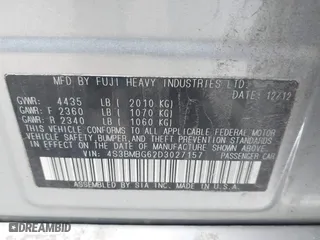 MFD. BY FUJI HEAVY INDUSTRIES LTD.
DATE: 12/12
GVWR: 4435 LB ( 2010 KG)
GAWR: F 2360 LB ( 1070 KG)
GAWR: R 2340 LB ( 1060 KG)
THIS VEHICLE CONFORMS TO ALL APPLICABLE FEDERAL MOTOR VEHICLE
SAFETY, BUMPER, AND THEFT PREVENTION STANDARDS IN EFFECT ON THE
DATE OF MANUFACTURE SHOWN ABOVE.
VIN: 4S3BMBG62D3027157
PASSENGER CAR
ASSEMBLED BY SIA INC. MADE IN U.S.A.
© DREAMBID
AUTOBIDCAR.COM